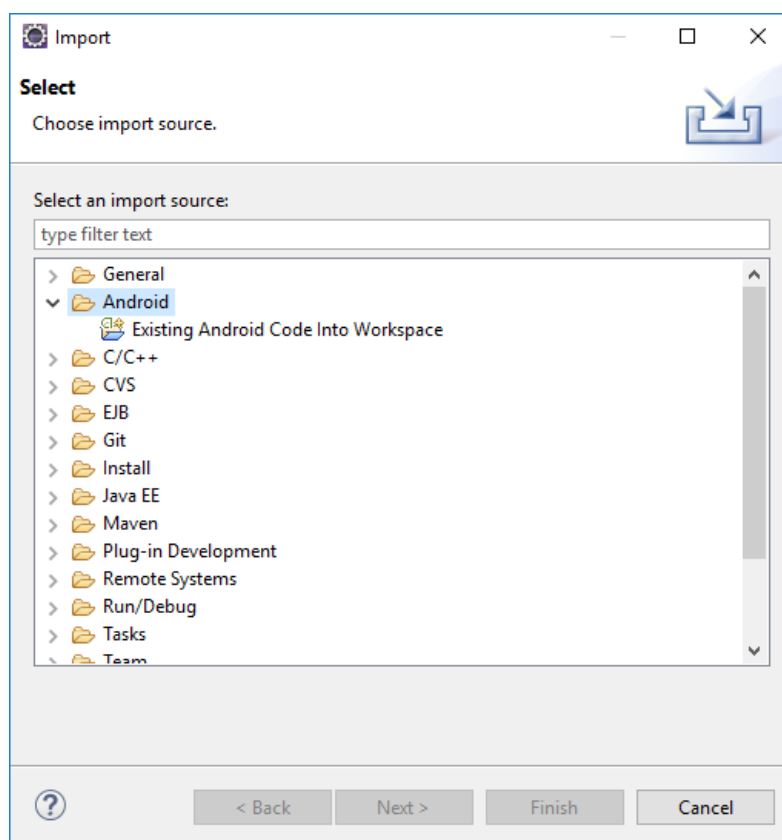 Import
Select
Choose import source.
Select an import source:
type filter text
General
Android
Existing Android Code Into Workspace
C/C++
CVS
EJB
Git
Install
Java EE
Maven
Plug-in Development
Remote Systems
Run/Debug
Tasks
Team
< Back Next > Finish Cancel